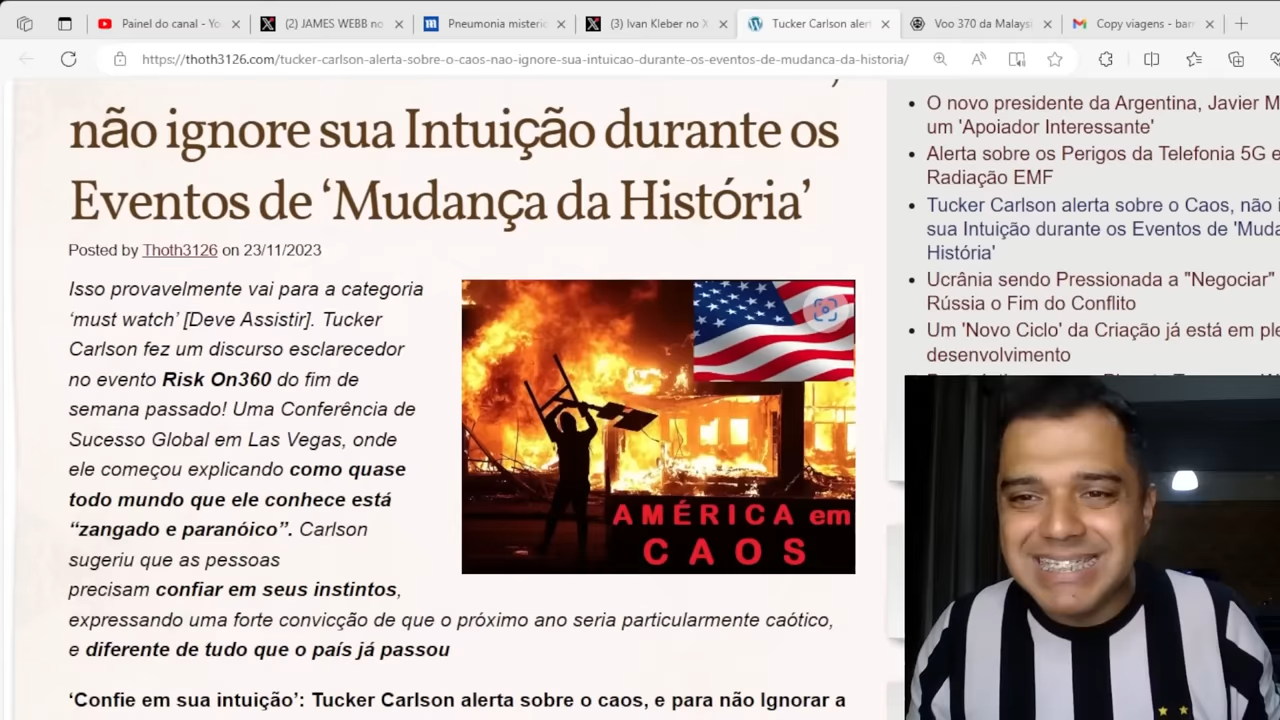 Painel do canal - Yo
(2) JAMES WEBB no
Pneumonia misterio
(3) Ivan Kleber no X
Tucker Carlson aler
Voo 370 da Malays
Copy viagens - barr
https://thoth3126.com/tucker-carlson-alerta-sobre-o-caos-nao-ignore-sua-intuicao-durante-os-eventos-de-mudanca-da-historia/
não ignore sua Intuição durante os
Eventos de ‘Mudança da História’
Posted by Thoth3126 on 23/11/2023
Isso provavelmente vai para a categoria
‘must watch’ [Deve Assistir]. Tucker
Carlson fez um discurso esclarecedor
no evento Risk On360 do fim de
semana passado! Uma Conferência de
Sucesso Global em Las Vegas, onde
ele começou explicando como quase
todo mundo que ele conhece está
“zangado e paranóico”. Carlson
sugeriu que as pessoas
precisam confiar em seus instintos,
expressando uma forte convicção de que o próximo ano seria particularmente caótico,
e diferente de tudo que o país já passou
‘Confie em sua intuição’: Tucker Carlson alerta sobre o caos, e para não Ignorar a
AMÉRICA em
CAOS
O novo presidente da Argentina, Javier M
um 'Apoiador Interessante'
Alerta sobre os Perigos da Telefonia 5G e
Radiação EMF
Tucker Carlson alerta sobre o Caos, não i
sua Intuição durante os Eventos de 'Muda
História'
Ucrânia sendo Pressionada a "Negociar"
Rússia o Fim do Conflito
Um 'Novo Ciclo' da Criação já está em ple
desenvolvimento